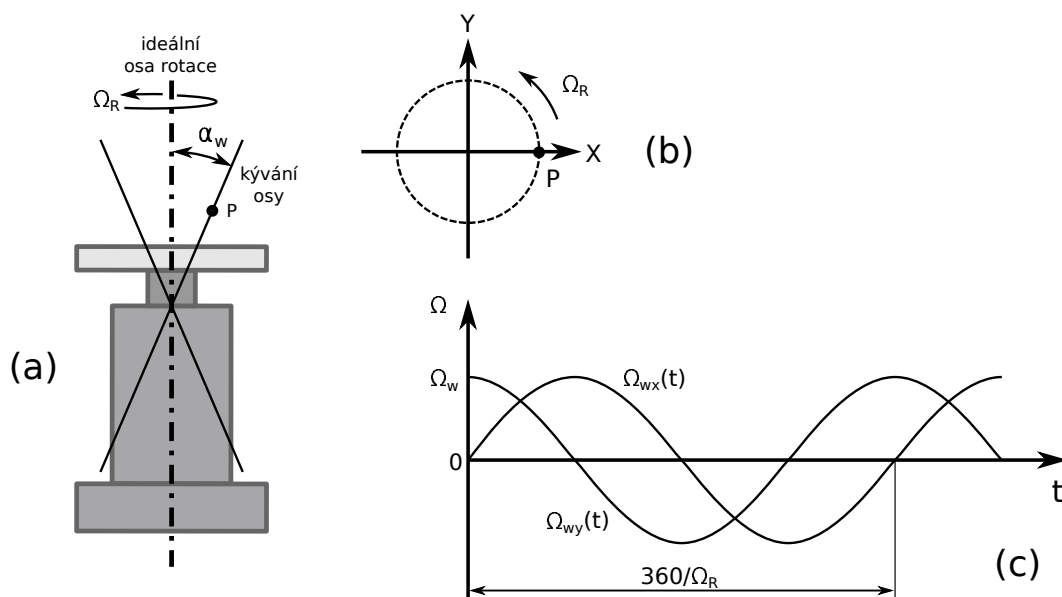 ideální
osa rotace
Ω_R
α_w
kývání
osy
P
(a)
Y
Ω_R
X
P
(b)
Ω
Ω_w
Ω_wx(t)
0
t
Ω_wy(t)
360/Ω_R
(c)